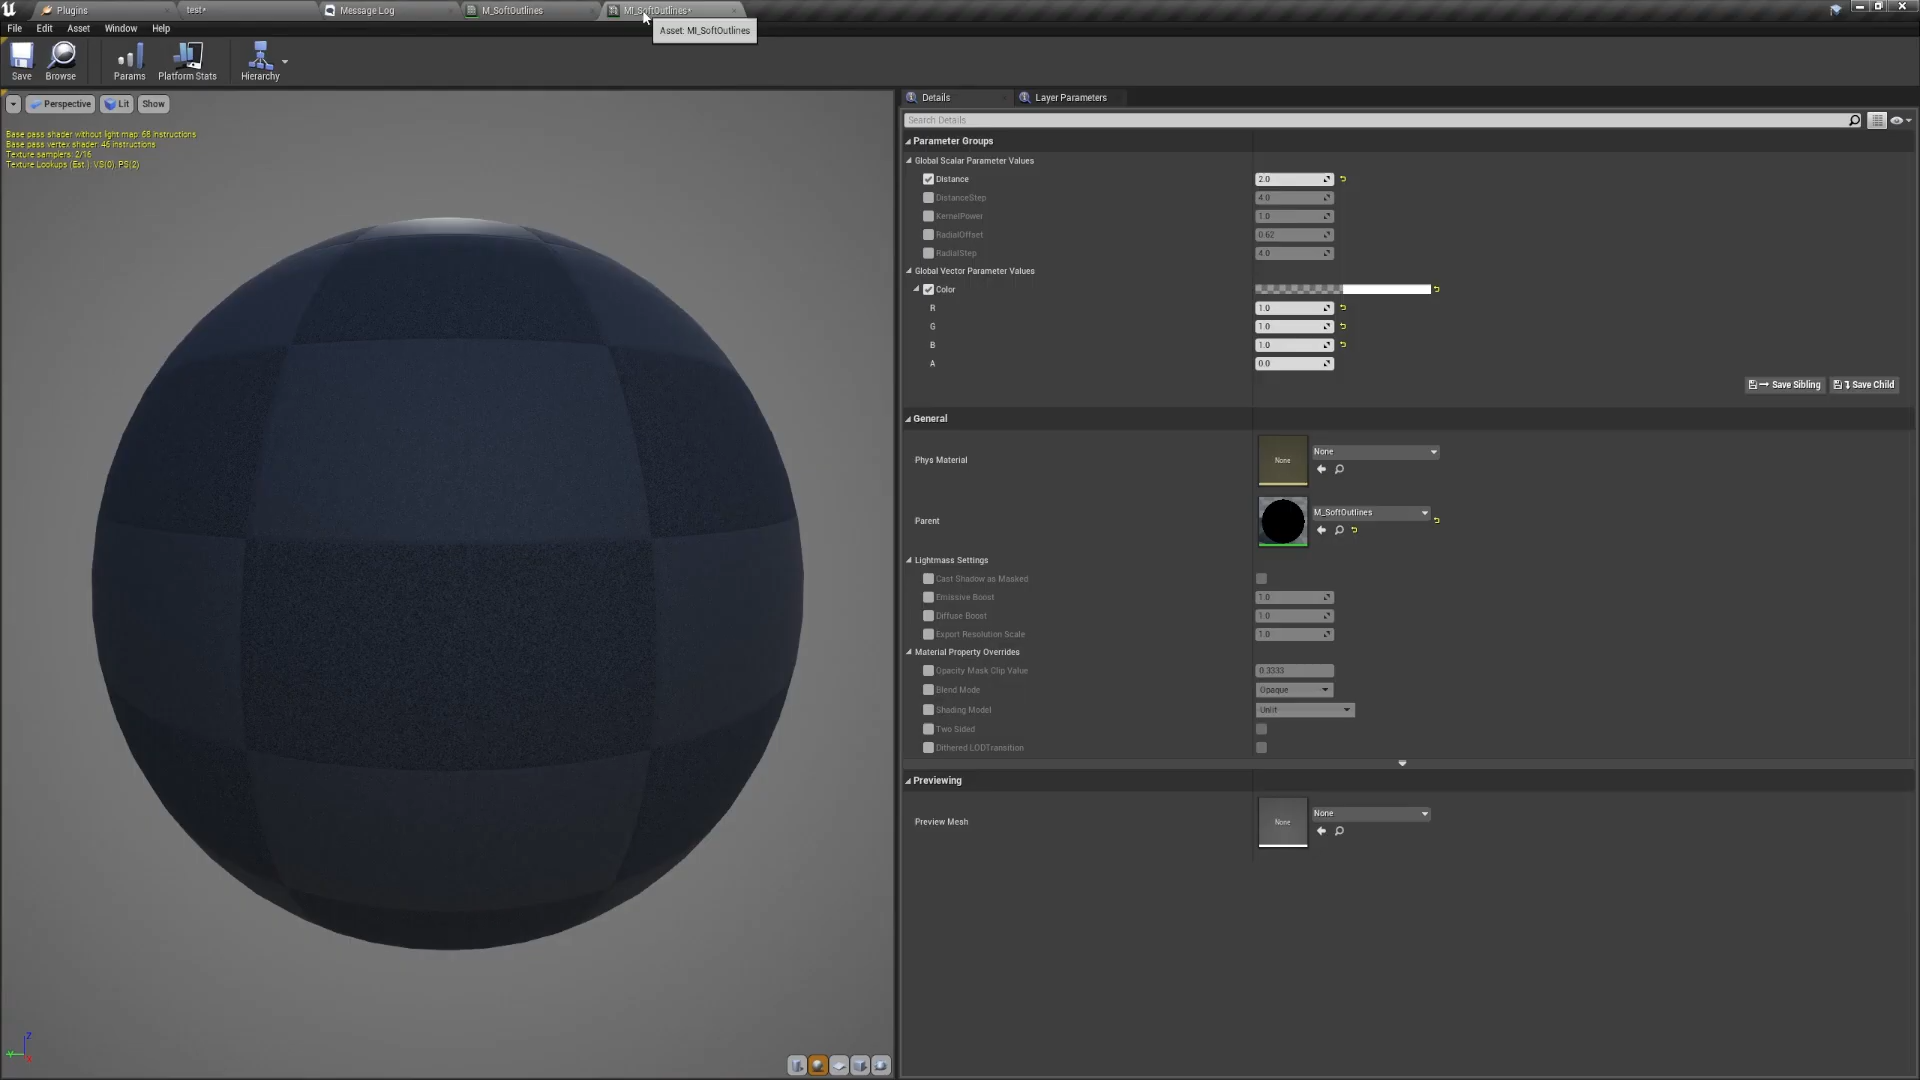 Plugins
test*
Message Log
M_SoftOutlines
MI_SoftOutlines*
Asset: MI_SoftOutlines
File
Edit
Asset
Window
Help
Save
Browse
Params
Platform Stats
Hierarchy
Perspective
Lit
Show
Base pass shader without light map: 68 instructions
Base pass vertex shader: 46 instructions
Texture samplers: 2/16
Texture Lookups (Est.): VS(0), PS(2)
Details
Layer Parameters
Search Details
Parameter Groups
Global Scalar Parameter Values
Distance
2.0
DistanceStep
4.0
KernelPower
1.0
RadialOffset
0.62
RadialStep
4.0
Global Vector Parameter Values
Color
R
1.0
G
1.0
B
1.0
A
0.0
Save Sibling
Save Child
General
Phys Material
None
None
Parent
M_SoftOutlines
Lightmass Settings
Cast Shadow as Masked
Emissive Boost
1.0
Diffuse Boost
1.0
Export Resolution Scale
1.0
Material Property Overrides
Opacity Mask Clip Value
0.3333
Blend Mode
Opaque
Shading Model
Unlit
Two Sided
Dithered LODTransition
Previewing
Preview Mesh
None
None
Z
Y
X